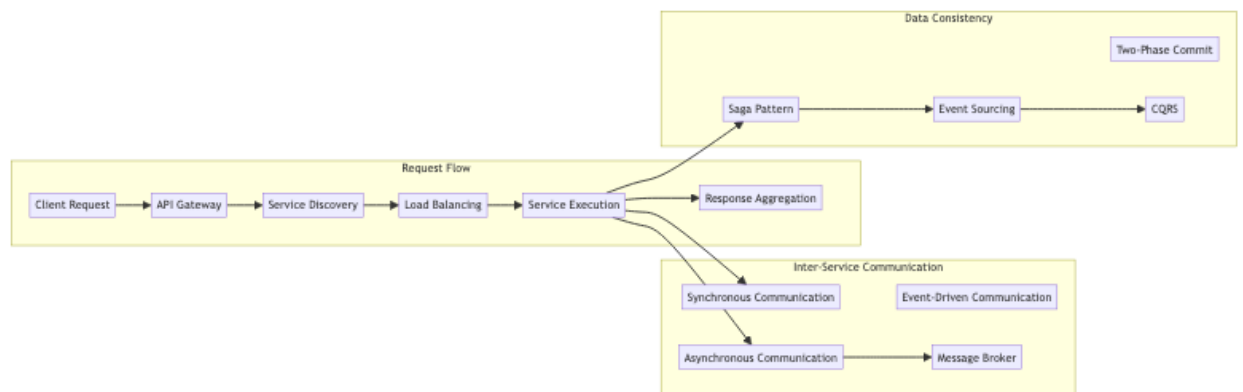 Data Consistency
Two-Phase Commit
Saga Pattern
Event Sourcing
CQRS
Request Flow
Client Request
API Gateway
Service Discovery
Load Balancing
Service Execution
Response Aggregation
Inter-Service Communication
Synchronous Communication
Event-Driven Communication
Asynchronous Communication
Message Broker